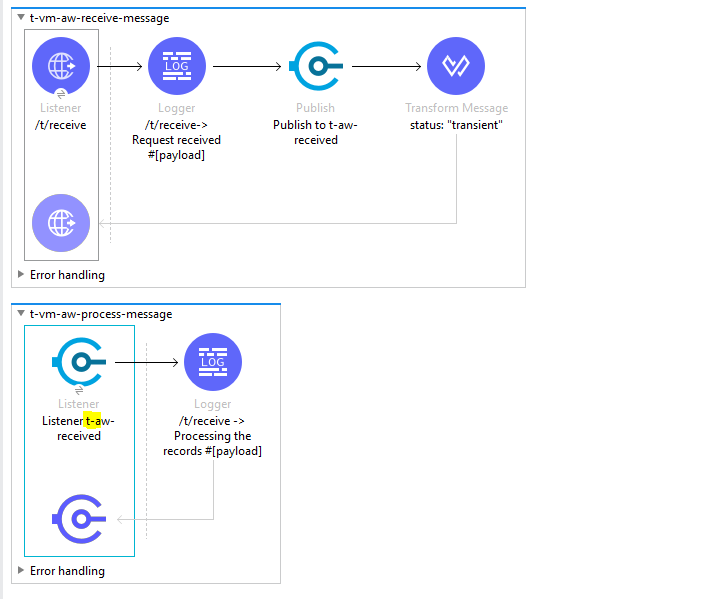 t-vm-aw-receive-message
LOG
Listener
Logger
Publish
Transform Message
/t/receive
/t/receive->
Request received
#[payload]
Publish to t-aw-
received
status: "transient"
Error handling
t-vm-aw-process-message
LOG
Listener
Logger
Listener t-aw-
received
/t/receive ->
Processing the
records #[payload]
Error handling